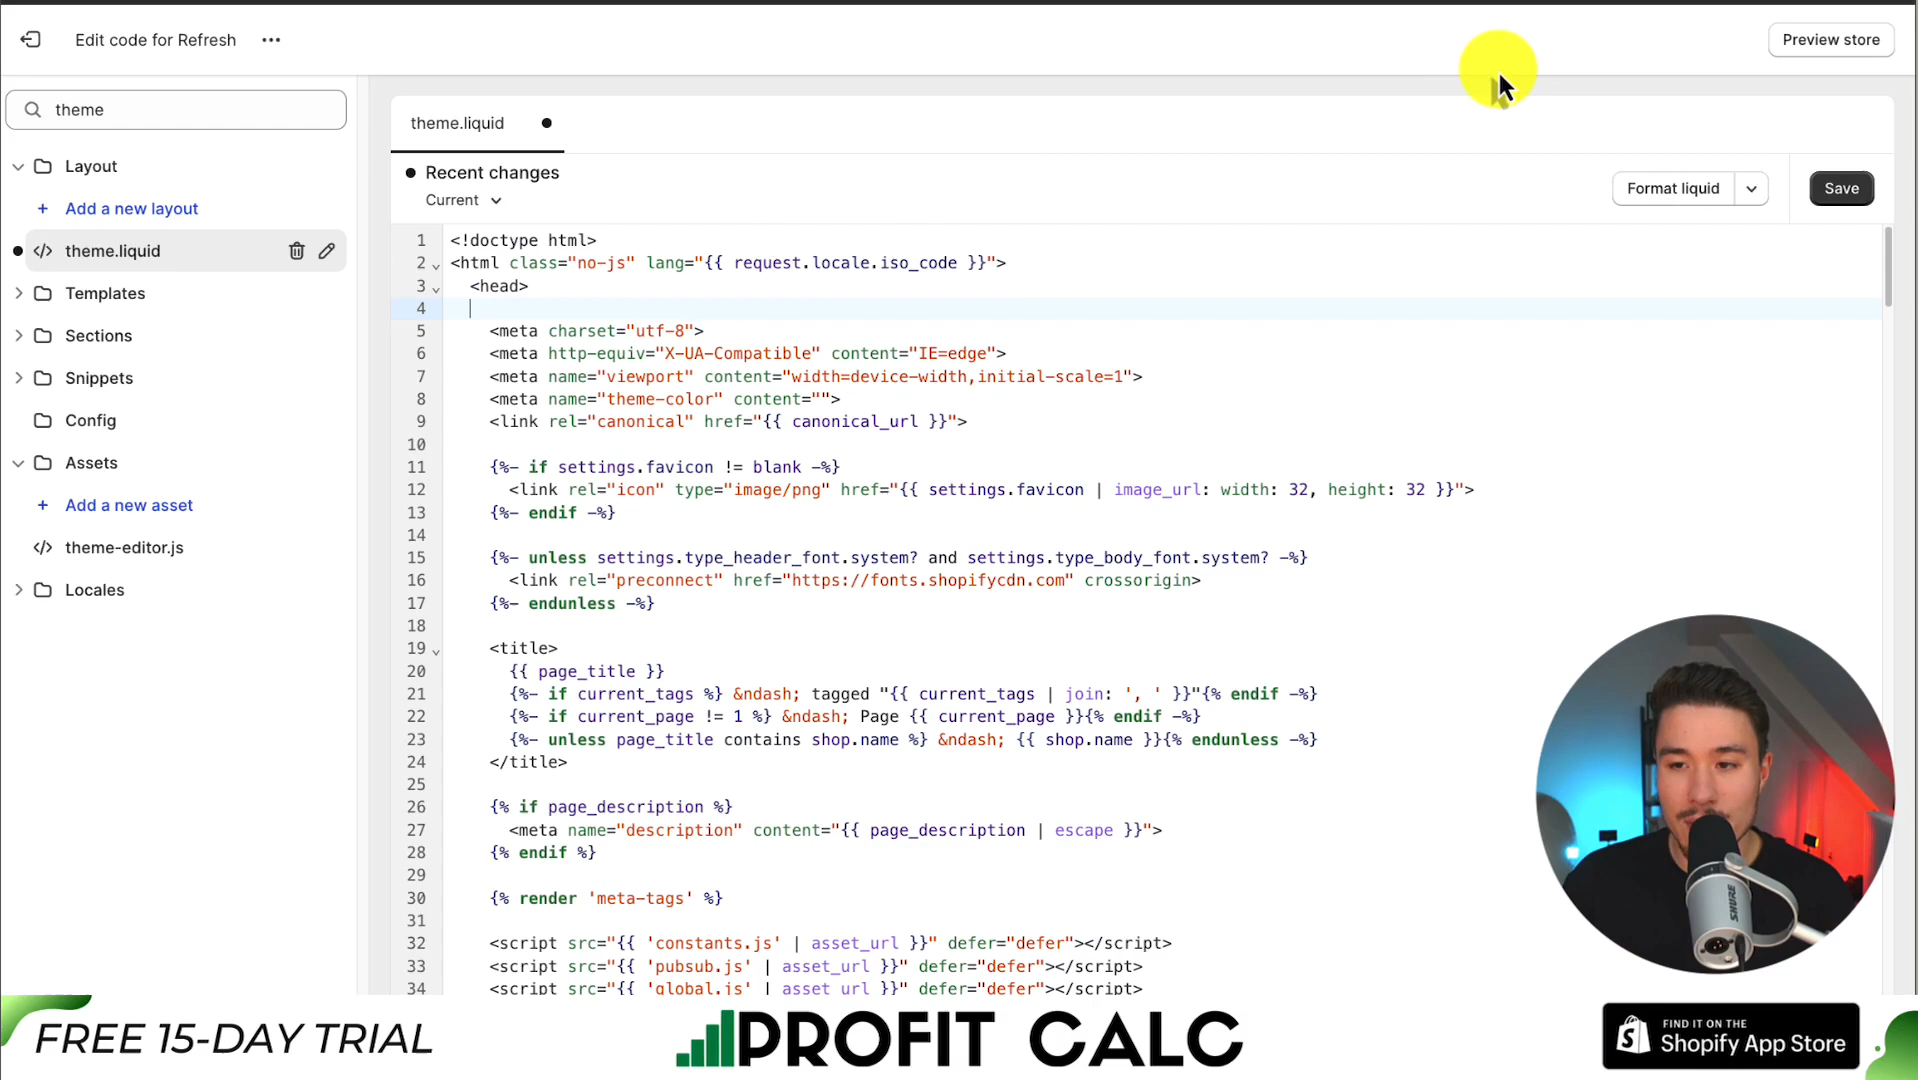 Edit code for Refresh
Preview store
theme
Layout
Add a new layout
theme.liquid
Templates
Sections
Snippets
Config
Assets
Add a new asset
theme-editor.js
Locales
theme.liquid
Recent changes
Current
Format liquid
Save
1 <!doctype html>
2 <html class="no-js" lang="{{ request.locale.iso_code }}">
3 <head>
4
5 <meta charset="utf-8">
6 <meta http-equiv="X-UA-Compatible" content="IE=edge">
7 <meta name="viewport" content="width=device-width,initial-scale=1">
8 <meta name="theme-color" content="">
9 <link rel="canonical" href="{{ canonical_url }}">
10
11 {%- if settings.favicon != blank -%}
12 <link rel="icon" type="image/png" href="{{ settings.favicon | image_url: width: 32, height: 32 }}">
13 {%- endif -%}
14
15 {%- unless settings.type_header_font.system? and settings.type_body_font.system? -%}
16 <link rel="preconnect" href="https://fonts.shopifycdn.com" crossorigin>
17 {%- endunless -%}
18
19 <title>
20 {{ page_title }}
21 {%- if current_tags %} &ndash; tagged "{{ current_tags | join: ', ' }}"{% endif -%}
22 {%- if current_page != 1 %} &ndash; Page {{ current_page }}{% endif -%}
23 {%- unless page_title contains shop.name %} &ndash; {{ shop.name }}{% endunless -%}
24 </title>
25
26 {% if page_description %}
27 <meta name="description" content="{{ page_description | escape }}">
28 {% endif %}
29
30 {% render 'meta-tags' %}
31
32 <script src="{{ 'constants.js' | asset_url }}" defer="defer"></script>
33 <script src="{{ 'pubsub.js' | asset_url }}" defer="defer"></script>
34 <script src="{{ 'global.js' | asset_url }}" defer="defer"></script>
SHURE
FREE 15-DAY TRIAL
PROFIT CALC
FIND IT ON THE
Shopify App Store